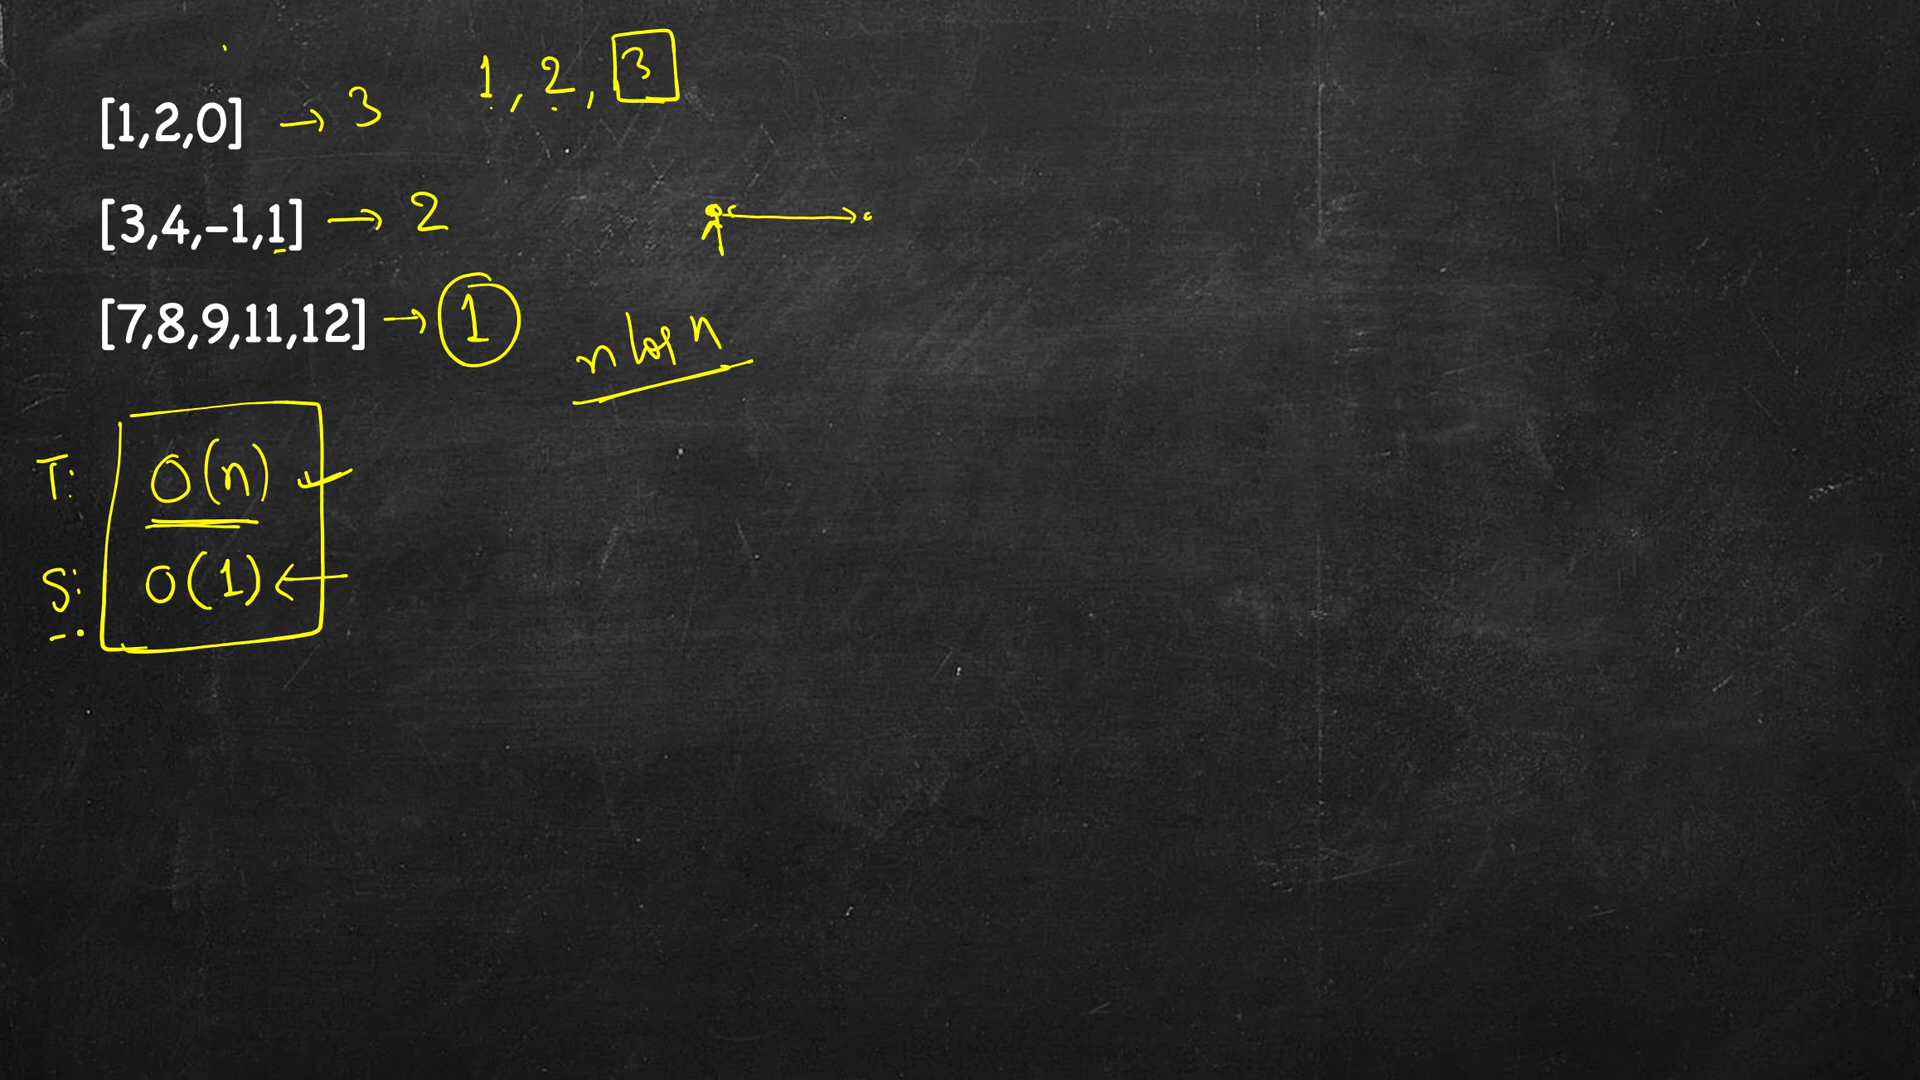 1, 2, 3
[1,2,0] → 3
[3,4,-1,1] → 2
[7,8,9,11,12] → 1
n log n
T: O(n)
S: O(1) ←